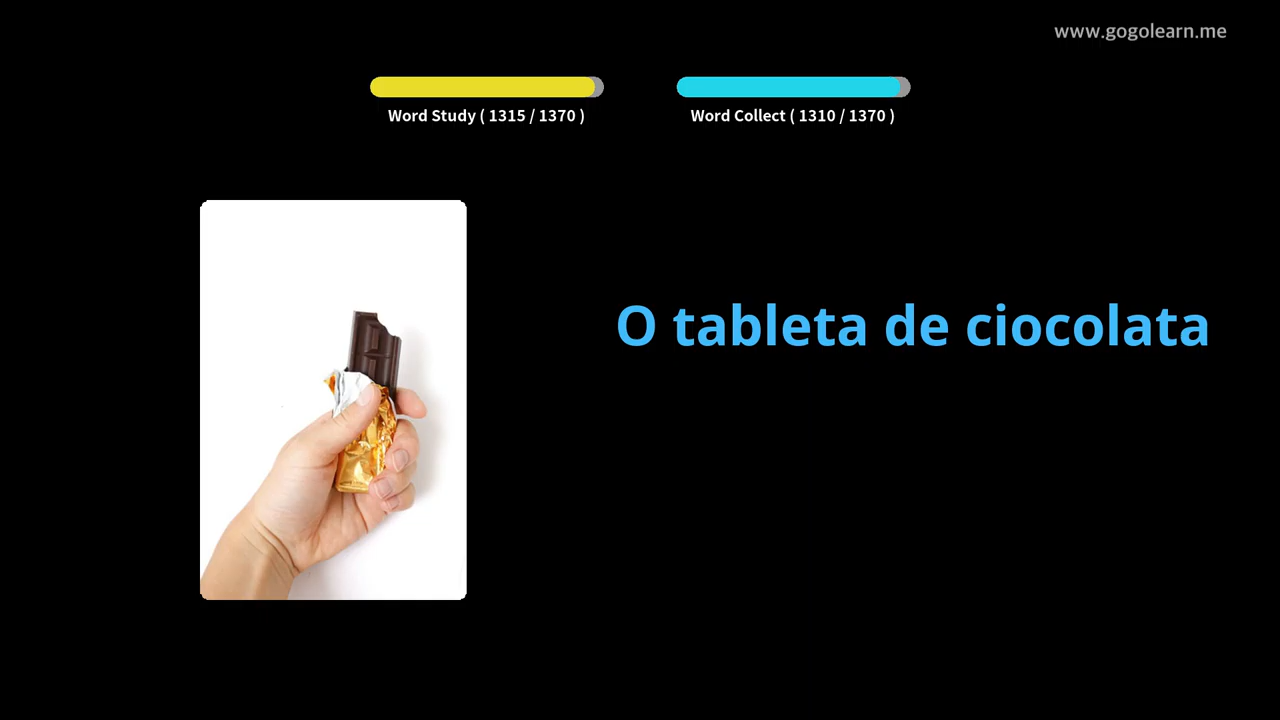 www.gogolearn.me
Word Study ( 1315 / 1370 )
Word Collect ( 1310 / 1370 )
O tableta de ciocolata